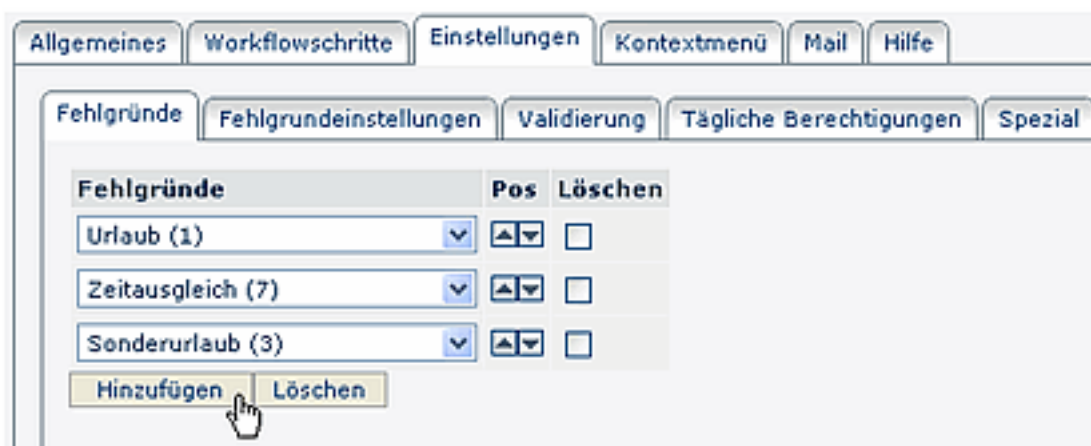 Allgemeines Workflowschritte Einstellungen Kontextmenü Mail Hilfe
Fehlgründe Fehlgrundeinstellungen Validierung Tägliche Berechtigungen Spezial
Fehlgründe Pos Löschen
Urlaub (1)
Zeitausgleich (7)
Sonderurlaub (3)
Hinzufügen Löschen